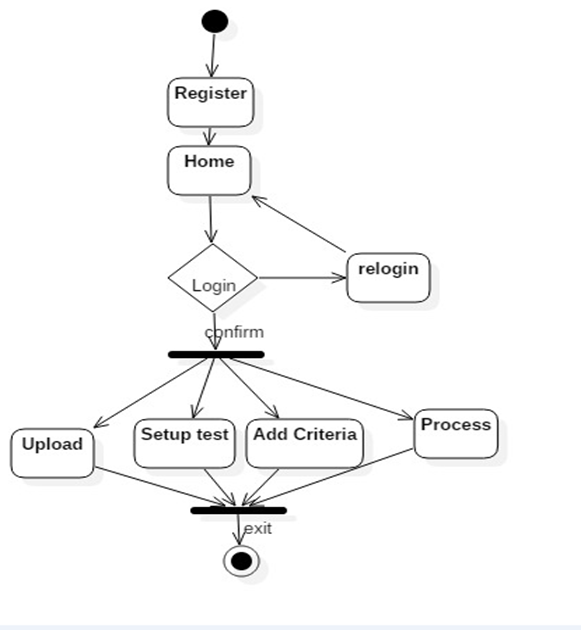 Register
Home
Login
relogin
confirm
Upload
Setup test
Add Criteria
Process
exit